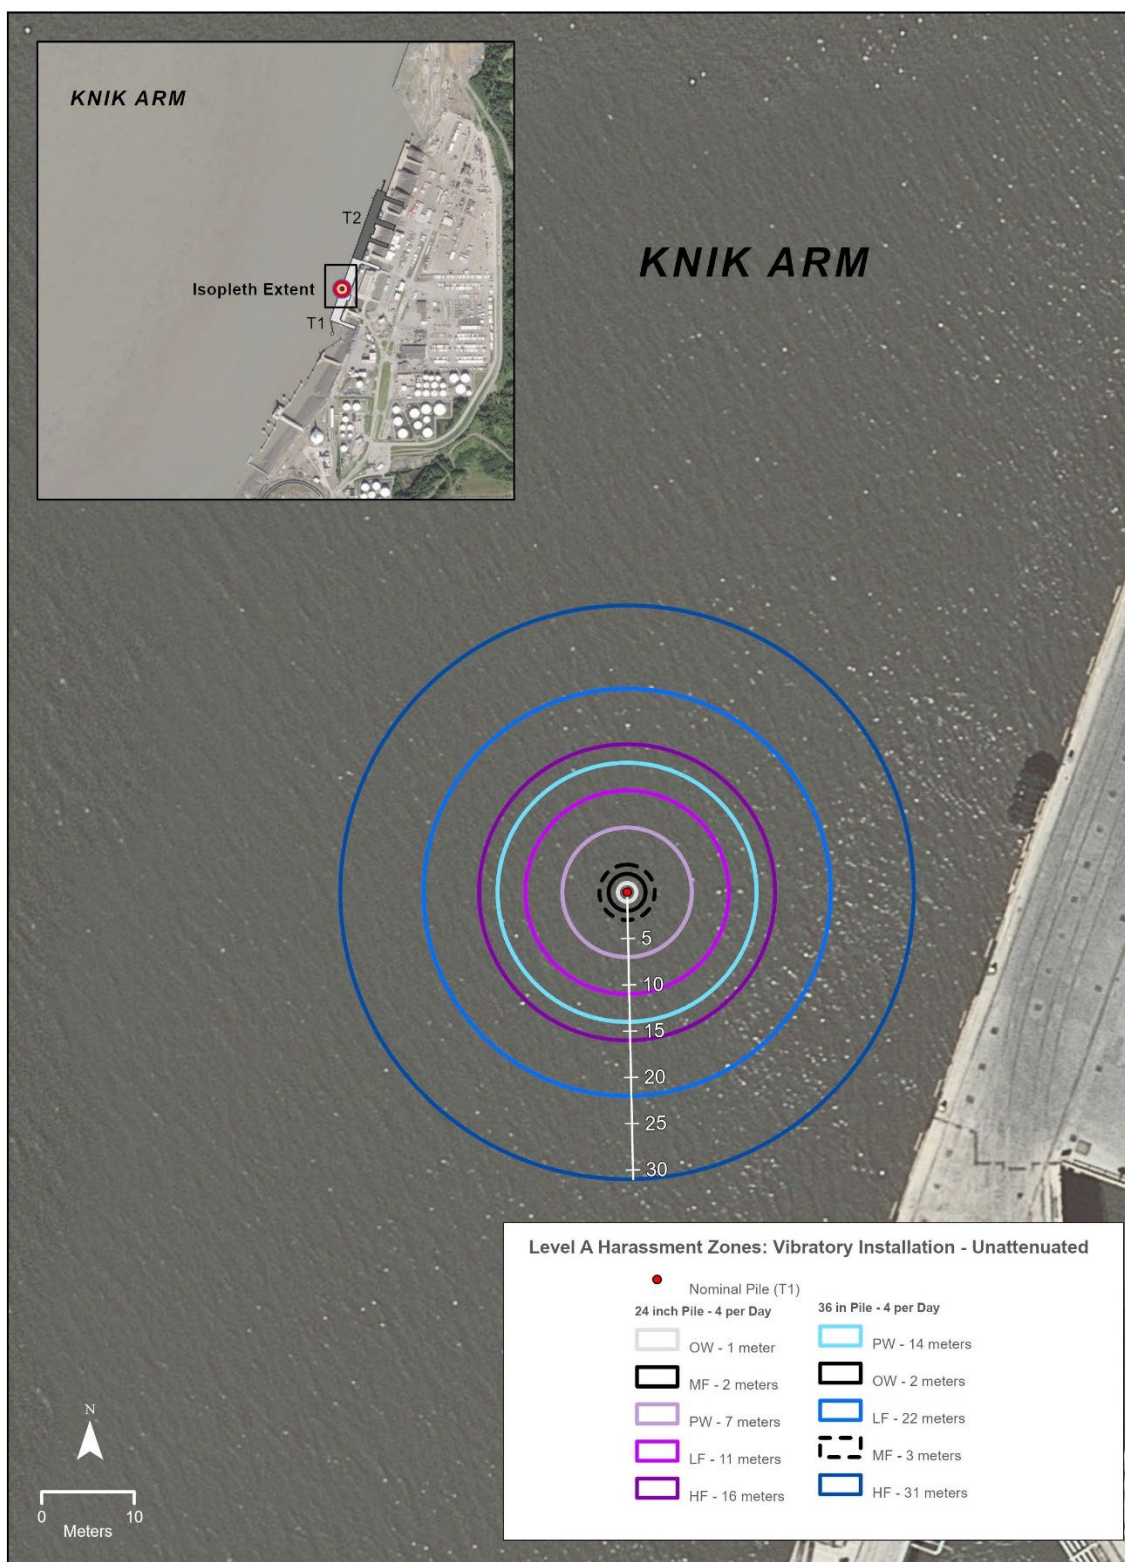 KNIK ARM
T2
Isopleth Extent
T1
KNIK ARM
5
10
15
20
25
30
Level A Harassment Zones: Vibratory Installation - Unattenuated
Nominal Pile (T1)
24 inch Pile - 4 per Day
OW - 1 meter
MF - 2 meters
PW - 7 meters
LF - 11 meters
HF - 16 meters
36 in Pile - 4 per Day
PW - 14 meters
OW - 2 meters
LF - 22 meters
MF - 3 meters
HF - 31 meters
N
0 10
Meters